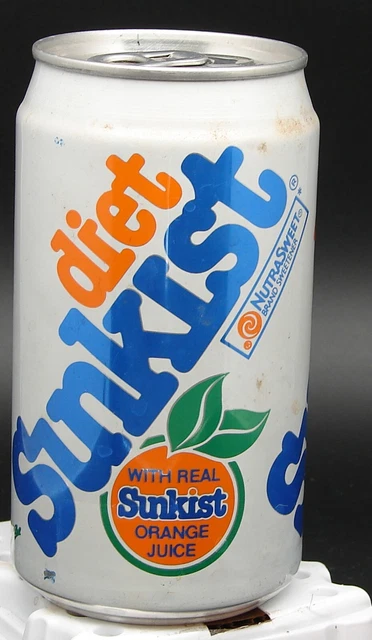 diet
Sunkist®
NUTRASWEET®
BRAND SWEETENER*
WITH REAL
Sunkist
ORANGE
JUICE
S